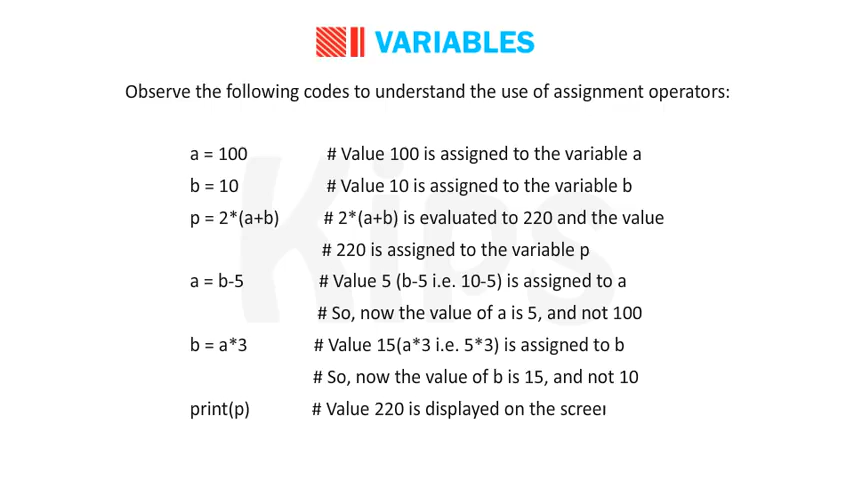 VARIABLES
Observe the following codes to understand the use of assignment operators:
a = 100 # Value 100 is assigned to the variable a
b = 10 # Value 10 is assigned to the variable b
p = 2*(a+b) # 2*(a+b) is evaluated to 220 and the value
# 220 is assigned to the variable p
a = b-5 # Value 5 (b-5 i.e. 10-5) is assigned to a
# So, now the value of a is 5, and not 100
b = a*3 # Value 15(a*3 i.e. 5*3) is assigned to b
# So, now the value of b is 15, and not 10
print(p) # Value 220 is displayed on the screen
Kips